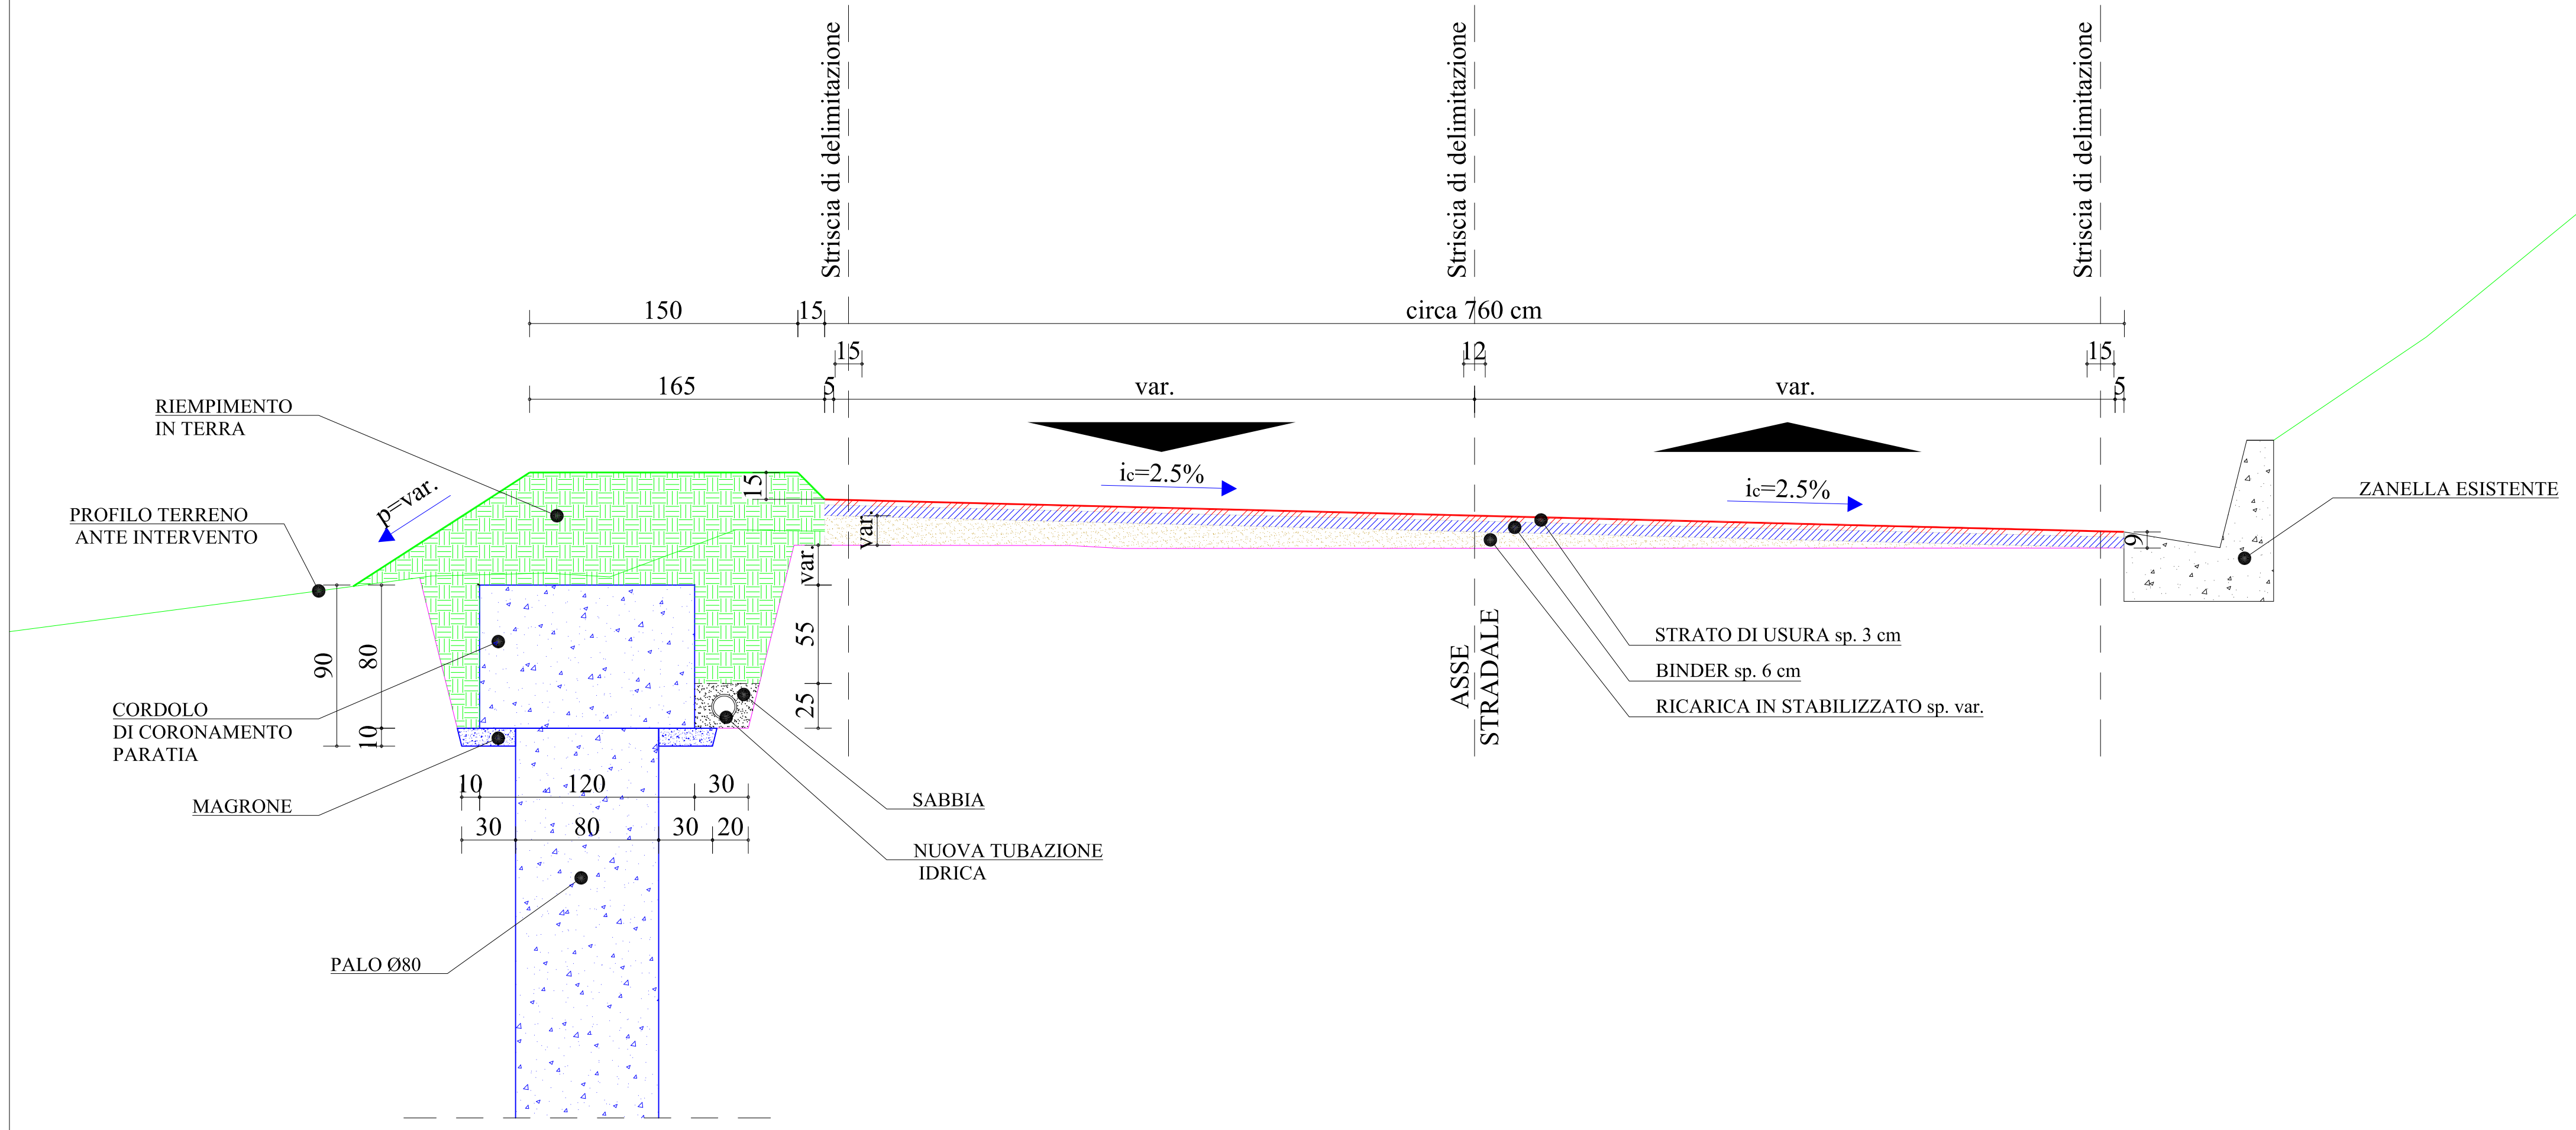 Striscia di delimitazione
Striscia di delimitazione
Striscia di delimitazione
150
15
circa 760 cm
15
12
15
165
5
var.
var.
5
RIEMPIMENTO
IN TERRA
p=var.
15
ic=2.5%
ic=2.5%
PROFILO TERRENO
ANTE INTERVENTO
ZANELLA ESISTENTE
var.
9
var.
90
80
10
55
25
CORDOLO
DI CORONAMENTO
PARATIA
MAGRONE
ASSE
STRADALE
STRATO DI USURA sp. 3 cm
BINDER sp. 6 cm
RICARICA IN STABILIZZATO sp. var.
10
120
30
30
80
30
20
SABBIA
NUOVA TUBAZIONE
IDRICA
PALO Ø80